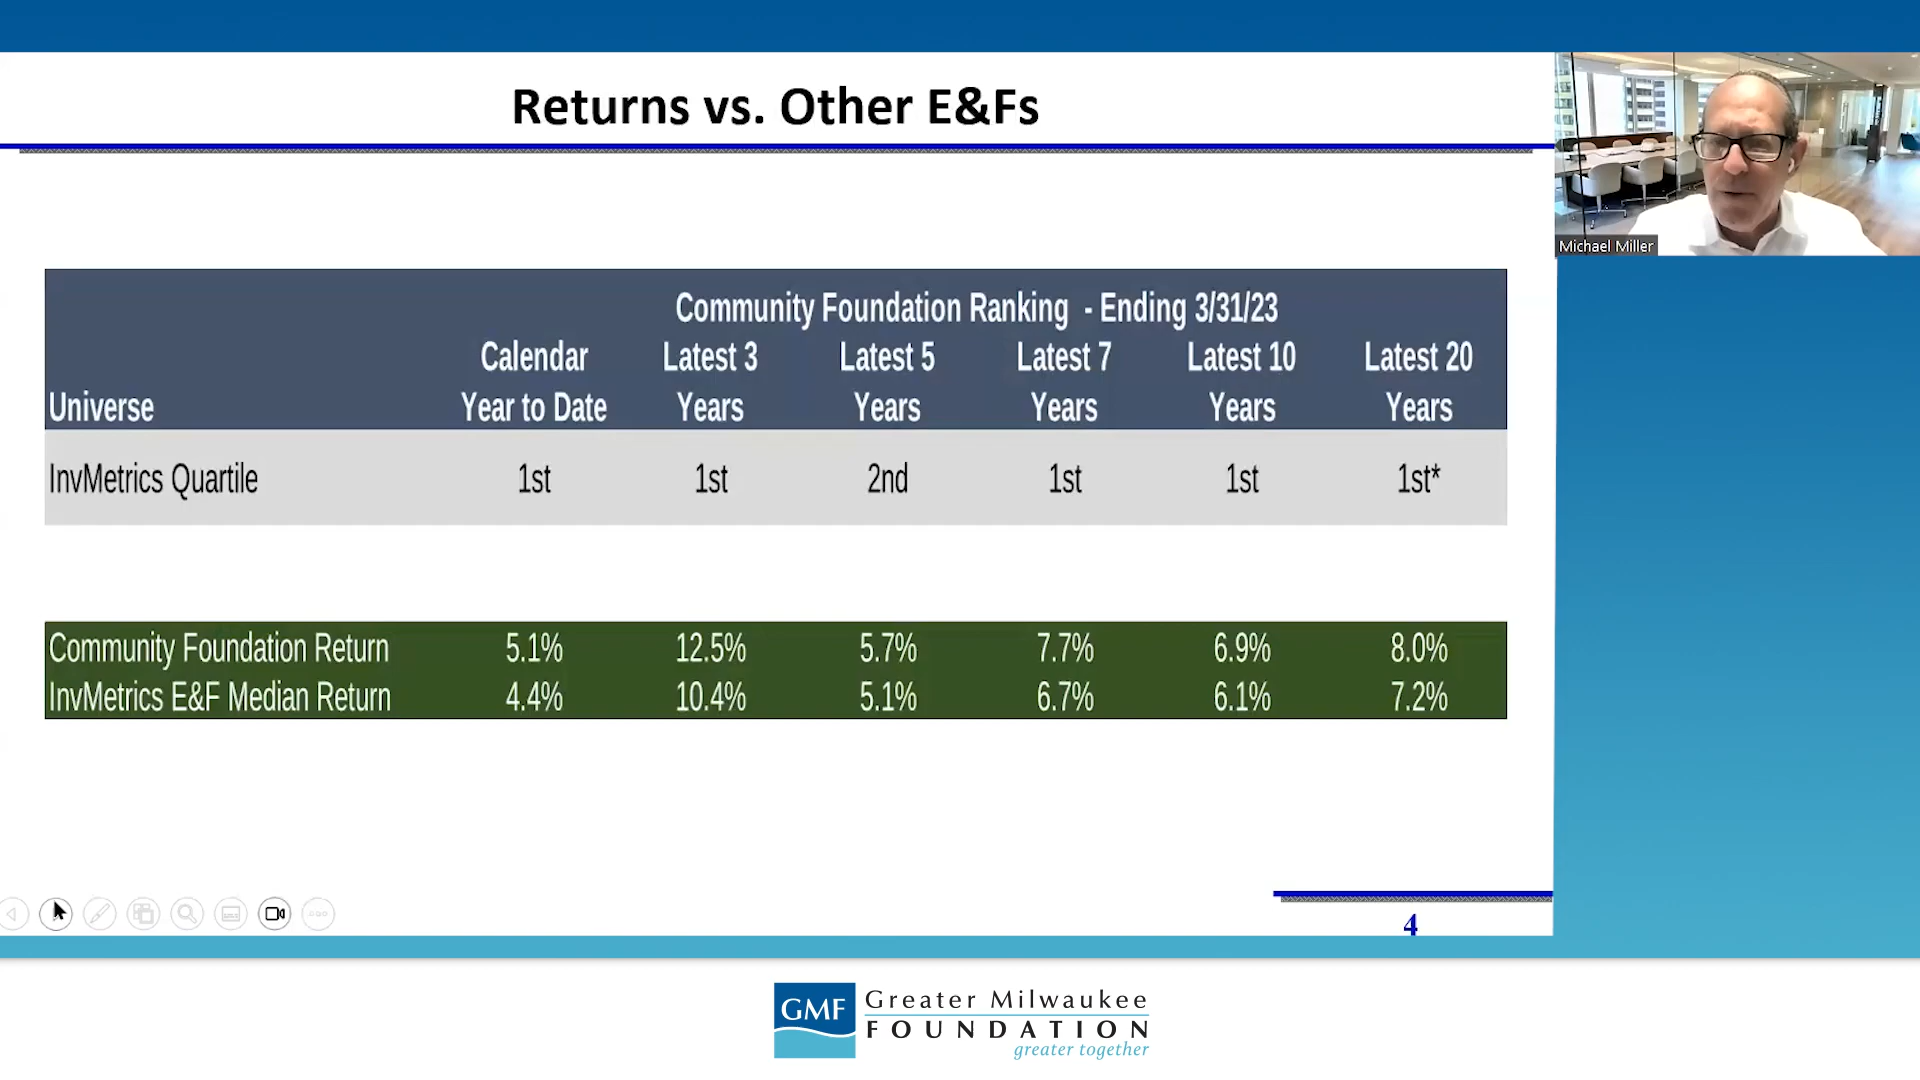 Returns vs. Other E&Fs
Michael Miller
Community Foundation Ranking - Ending 3/31/23
Universe Calendar Year to Date Latest 3 Years Latest 5 Years Latest 7 Years Latest 10 Years Latest 20 Years
InvMetrics Quartile 1st 1st 2nd 1st 1st 1st*
Community Foundation Return 5.1% 12.5% 5.7% 7.7% 6.9% 8.0%
InvMetrics E&F Median Return 4.4% 10.4% 5.1% 6.7% 6.1% 7.2%
4
GMF Greater Milwaukee
FOUNDATION
greater together